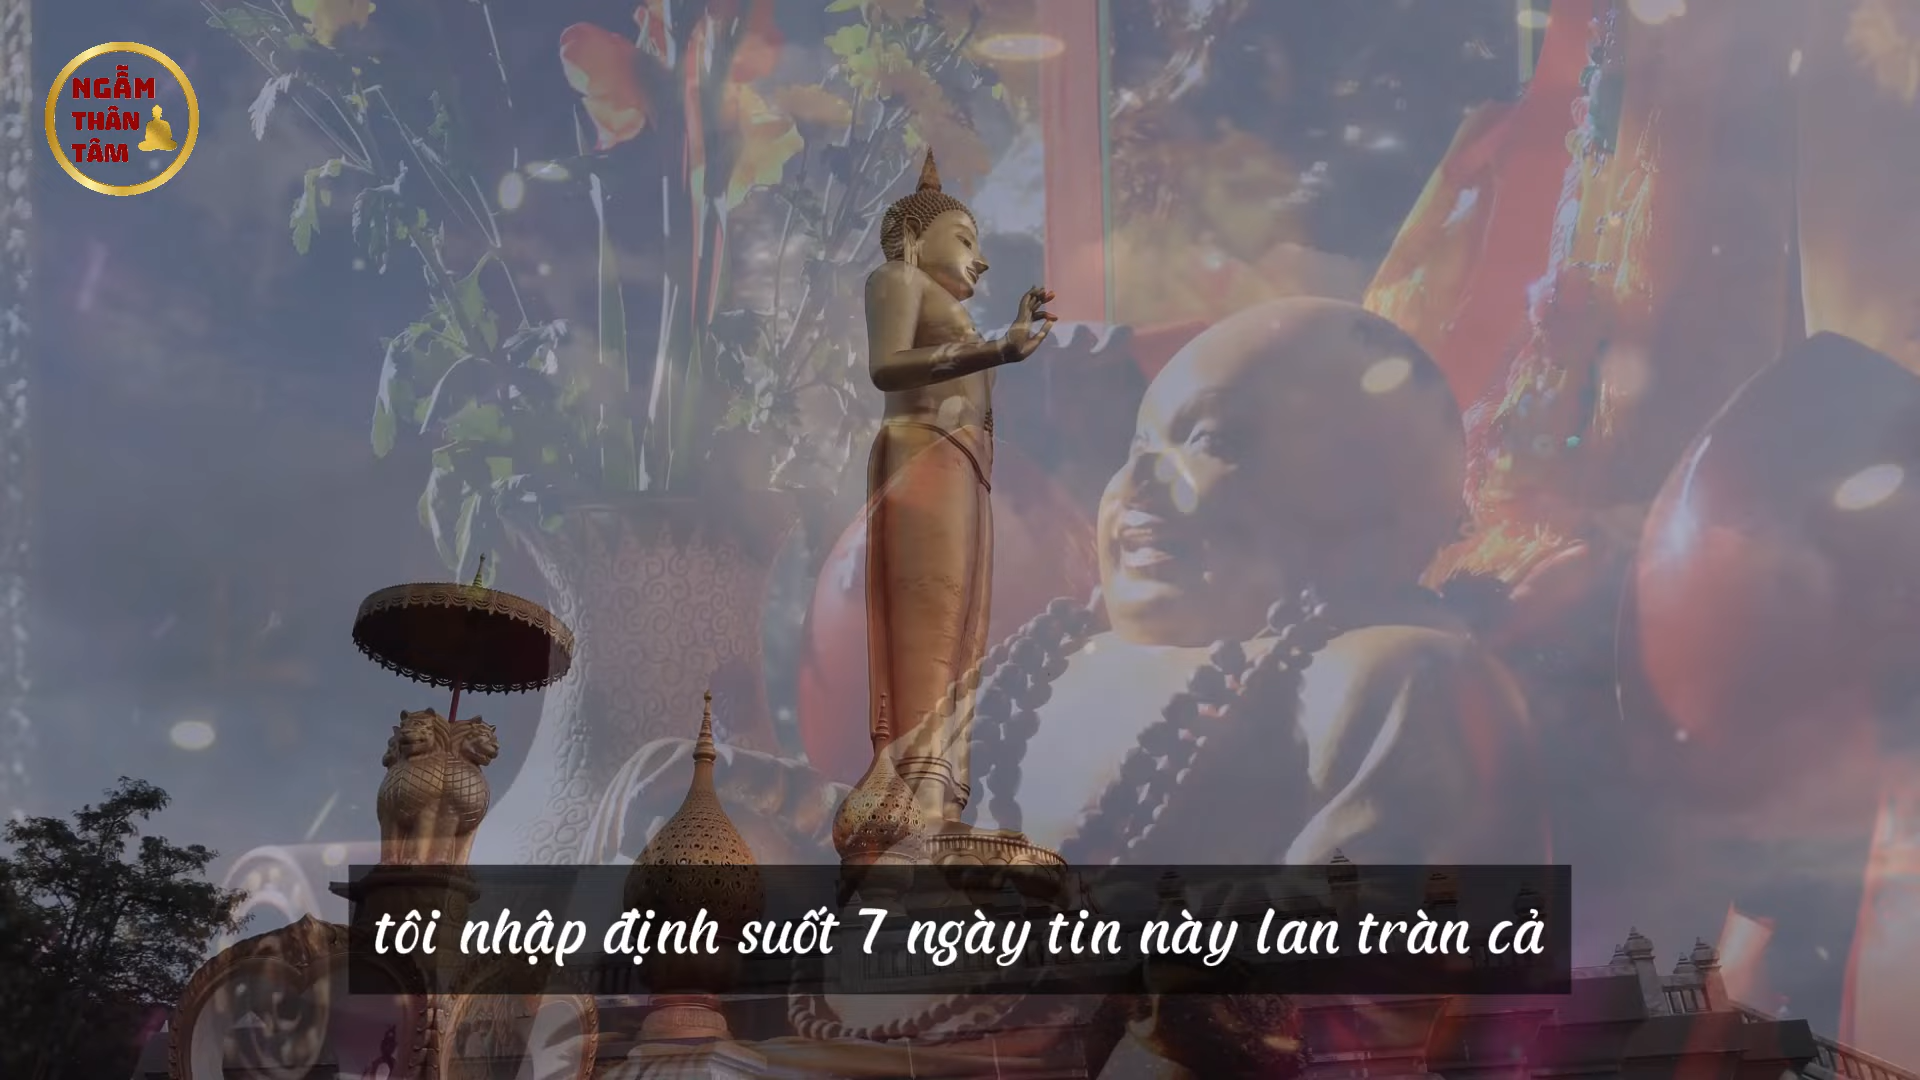 NGẪM
THÂN
TÂM
tôi nhập định suốt 7 ngày tin này lan tràn cả